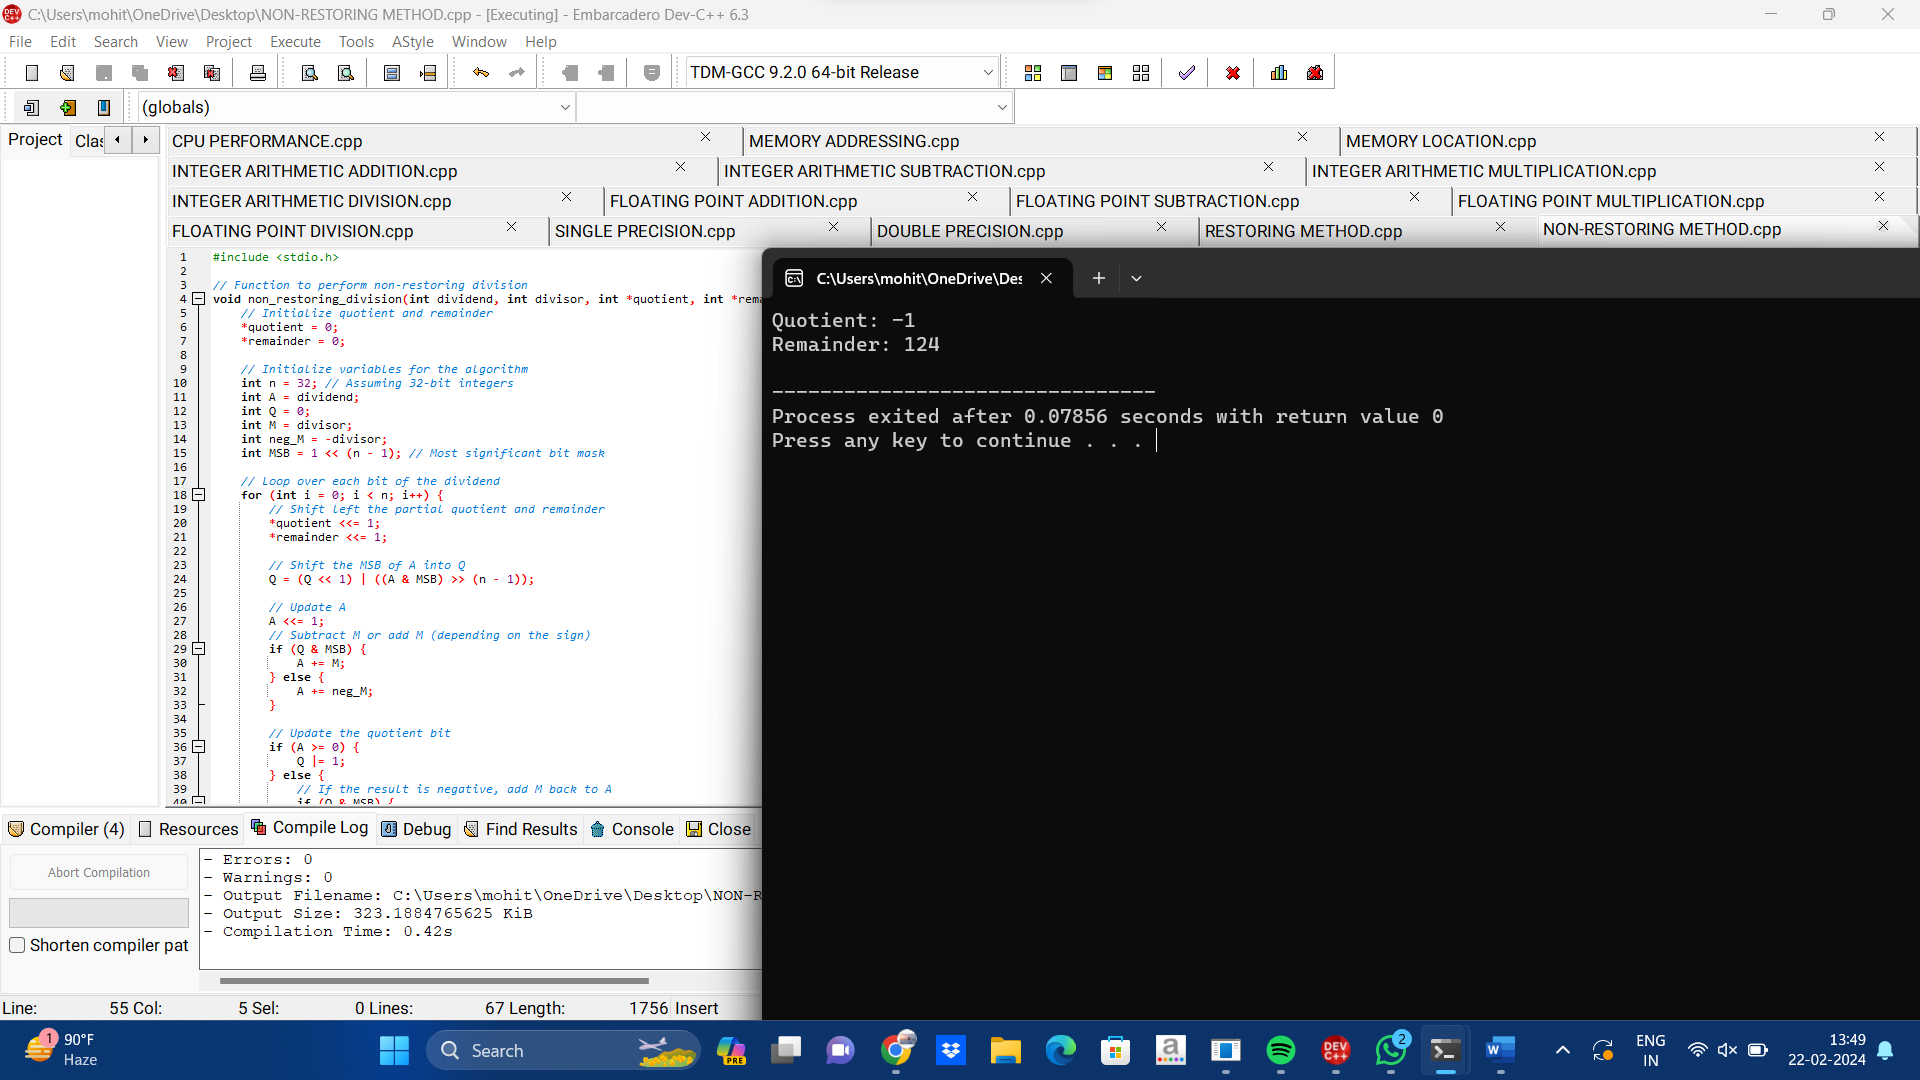 C:\Users\mohit\OneDrive\Desktop\NON-RESTORING METHOD.cpp - [Executing] - Embarcadero Dev-C++ 6.3
File Edit Search View Project Execute Tools AStyle Window Help
TDM-GCC 9.2.0 64-bit Release
(globals)
Project Clas
CPU PERFORMANCE.cpp MEMORY ADDRESSING.cpp MEMORY LOCATION.cpp
INTEGER ARITHMETIC ADDITION.cpp INTEGER ARITHMETIC SUBTRACTION.cpp INTEGER ARITHMETIC MULTIPLICATION.cpp
INTEGER ARITHMETIC DIVISION.cpp FLOATING POINT ADDITION.cpp FLOATING POINT SUBTRACTION.cpp FLOATING POINT MULTIPLICATION.cpp
FLOATING POINT DIVISION.cpp SINGLE PRECISION.cpp DOUBLE PRECISION.cpp RESTORING METHOD.cpp NON-RESTORING METHOD.cpp
1 #include <stdio.h>
2
3 // Function to perform non-restoring division
4 void non_restoring_division(int dividend, int divisor, int *quotient, int *rema
5 // Initialize quotient and remainder
6 *quotient = 0;
7 *remainder = 0;
8
9 // Initialize variables for the algorithm
10 int n = 32; // Assuming 32-bit integers
11 int A = dividend;
12 int Q = 0;
13 int M = divisor;
14 int neg_M = -divisor;
15 int MSB = 1 << (n - 1); // Most significant bit mask
16
17 // Loop over each bit of the dividend
18 for (int i = 0; i < n; i++) {
19 // Shift left the partial quotient and remainder
20 *quotient <<= 1;
21 *remainder <<= 1;
22
23 // Shift the MSB of A into Q
24 Q = (Q << 1) | ((A & MSB) >> (n - 1));
25
26 // Update A
27 A <<= 1;
28 // Subtract M or add M (depending on the sign)
29 if (Q & MSB) {
30 A += M;
31 } else {
32 A += neg_M;
33 }
34
35 // Update the quotient bit
36 if (A >= 0) {
37 Q |= 1;
38 } else {
39 // If the result is negative, add M back to A
40 if (Q & MSB) {
C:\Users\mohit\OneDrive\Des
Quotient: -1
Remainder: 124
--------------------------------
Process exited after 0.07856 seconds with return value 0
Press any key to continue . . .
Compiler (4) Resources Compile Log Debug Find Results Console Close
Abort Compilation
Shorten compiler pat
- Errors: 0
- Warnings: 0
- Output Filename: C:\Users\mohit\OneDrive\Desktop\NON-R
- Output Size: 323.1884765625 KiB
- Compilation Time: 0.42s
Line: 55 Col: 5 Sel: 0 Lines: 67 Length: 1756 Insert
1 90°F
Haze
Search
PRE
a
DEV C++
2
W
ENG
IN
13:49
22-02-2024